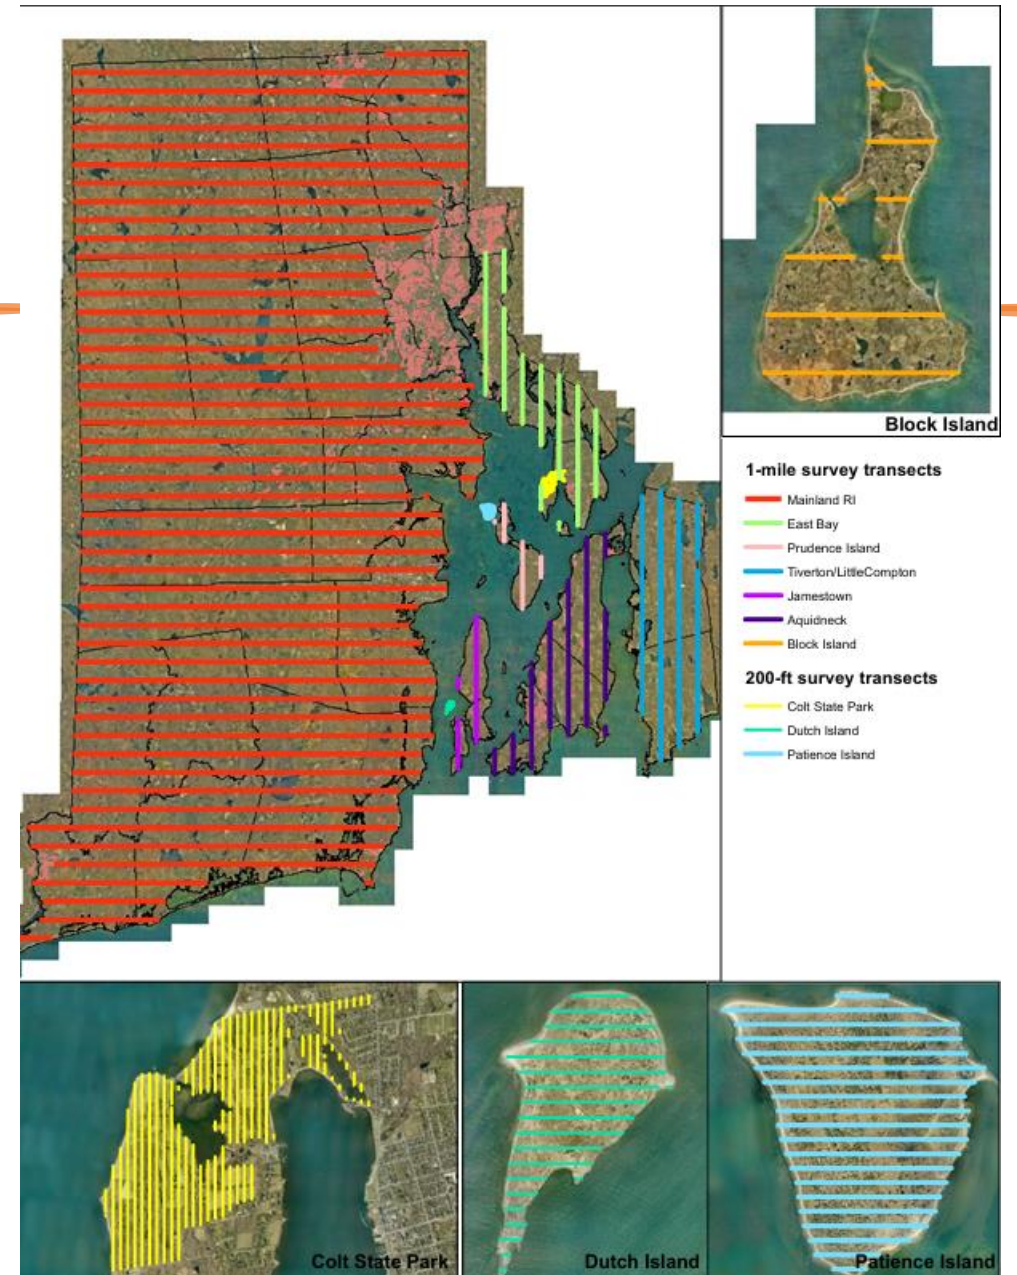 Block Island
1-mile survey transects
Mainland RI
East Bay
Prudence Island
Tiverton/LittleCompton
Jamestown
Aquidneck
Block Island
200-ft survey transects
Colt State Park
Dutch Island
Patience Island
Colt State Park
Dutch Island
Patience Island